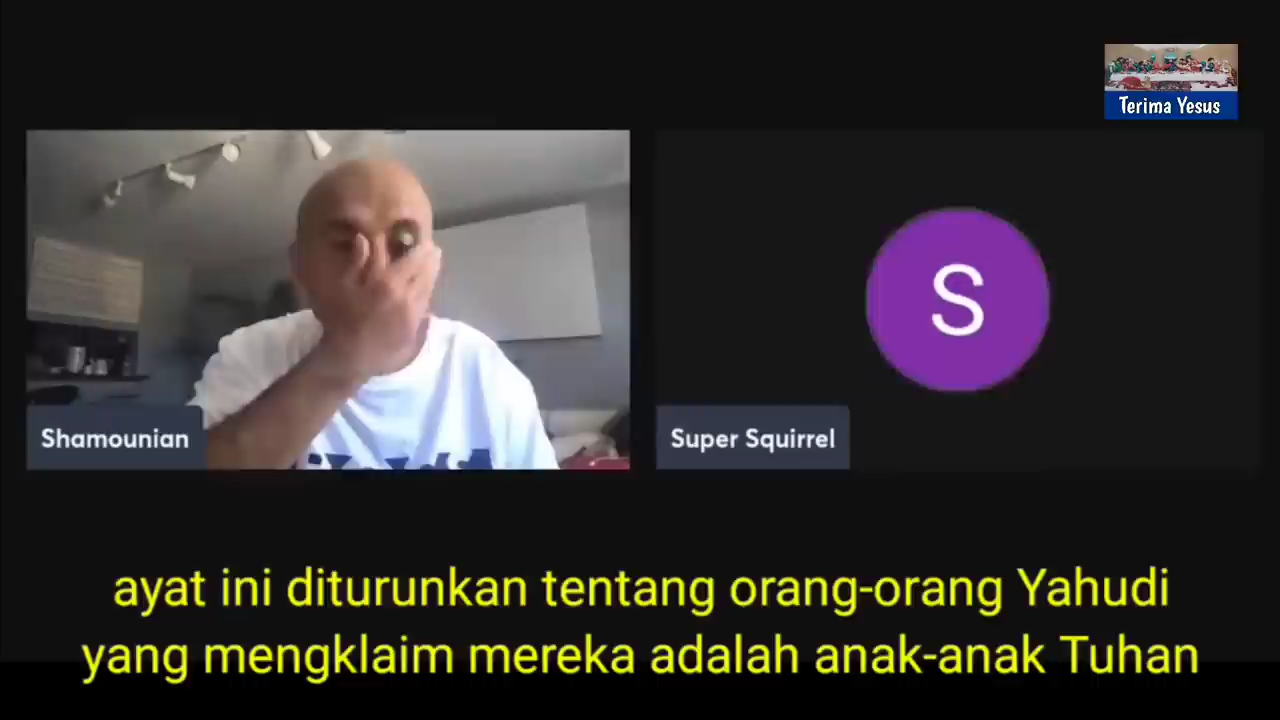 Terima Yesus
Shamounian
S
Super Squirrel
ayat ini diturunkan tentang orang-orang Yahudi
yang mengklaim mereka adalah anak-anak Tuhan